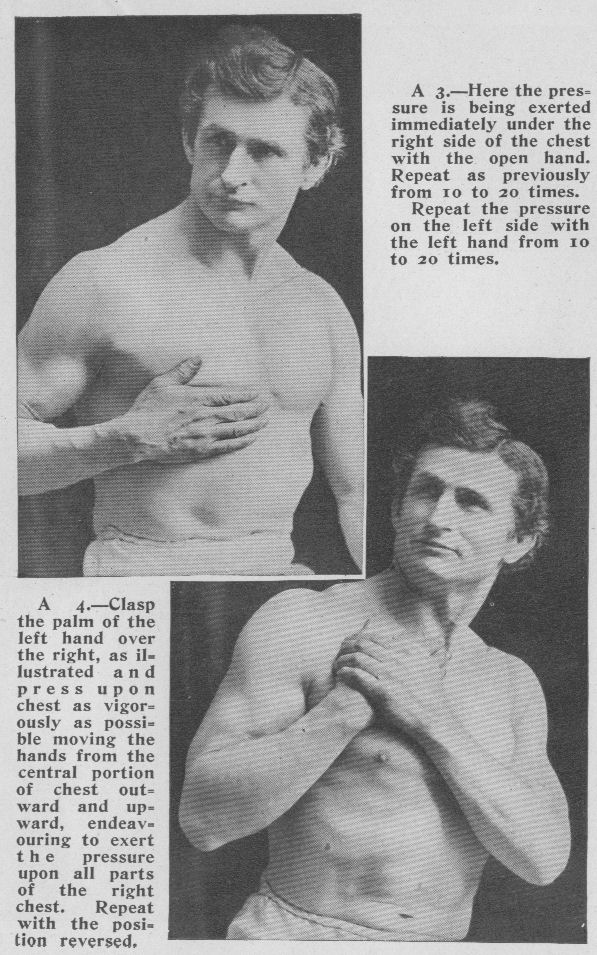 A 3.—Here the pres=
sure is being exerted
immediately under the
right side of the chest
with the open hand.
Repeat as previously
from 10 to 20 times.
Repeat the pressure
on the left side with
the left hand from 10
to 20 times.
A 4.—Clasp
the palm of the
left hand over
the right, as il=
lustrated and
press upon
chest as vigor=
ously as possi=
ble moving the
hands from the
central portion
of chest out=
ward and up=
ward, endeav=
ouring to exert
the pressure
upon all parts
of the right
chest. Repeat
with the posi=
tion reversed.